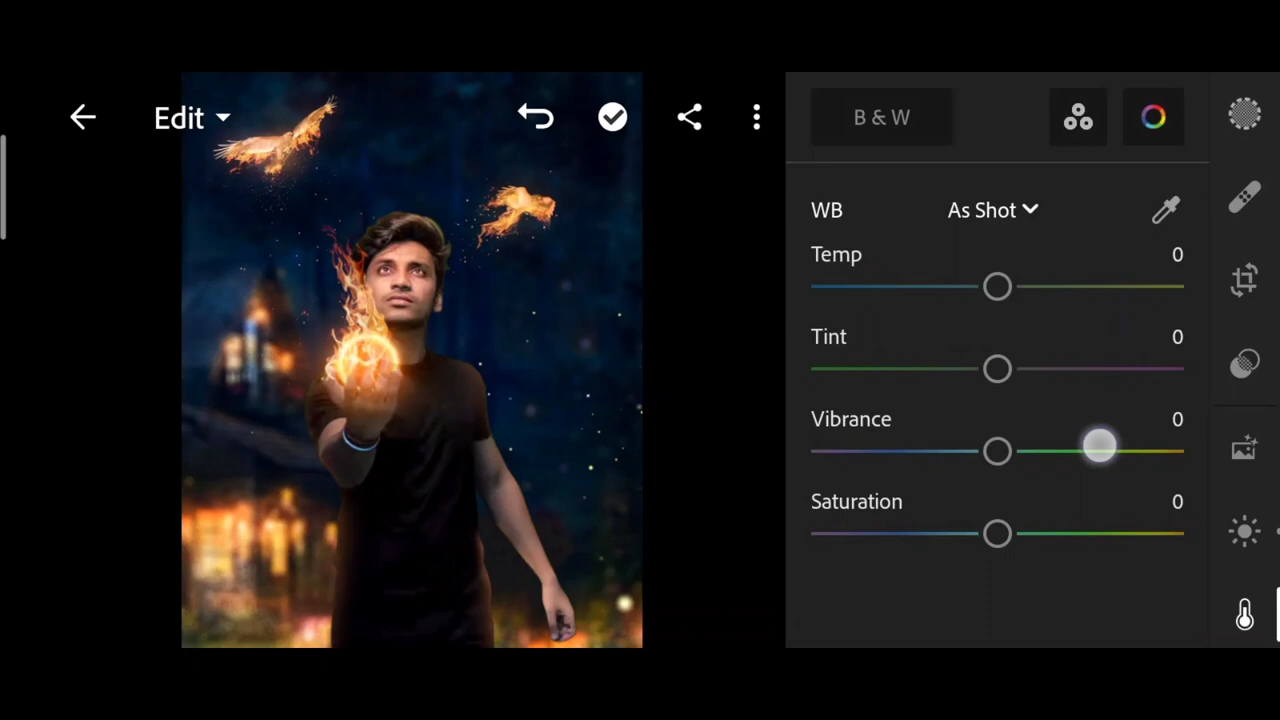 Edit
B & W
WB As Shot
Temp 0
Tint 0
Vibrance 0
Saturation 0